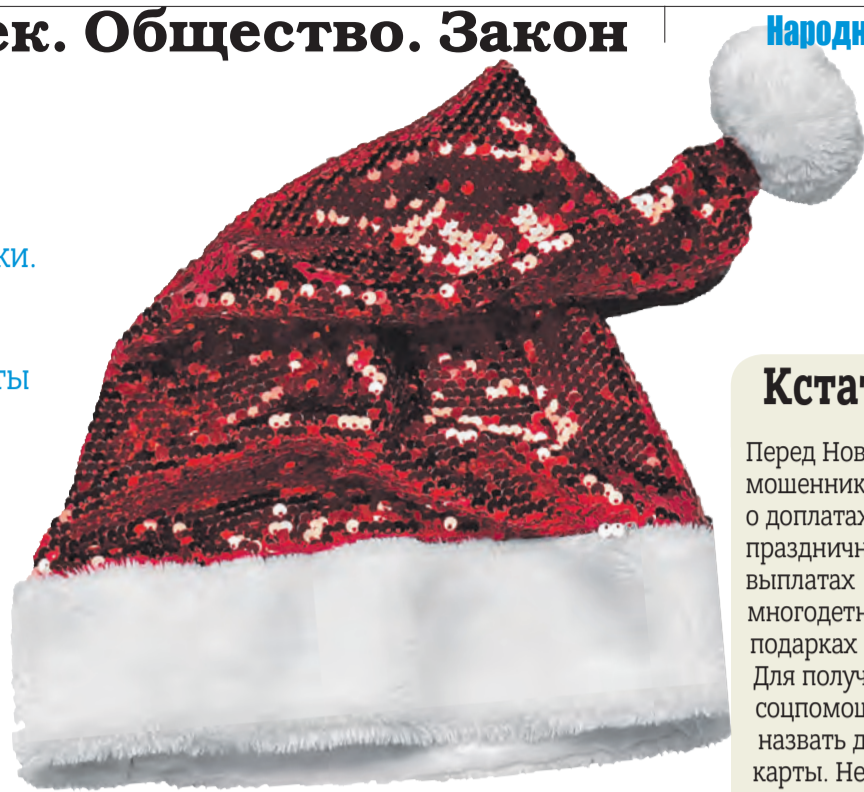 ек. Общество. Закон
Народн
ки.
ты
Кстат
Перед Нов
мошенник
о доплатах
праздничн
выплатах
многодетн
подарках
Для получ
соцпомощ
назвать д
карты. Не